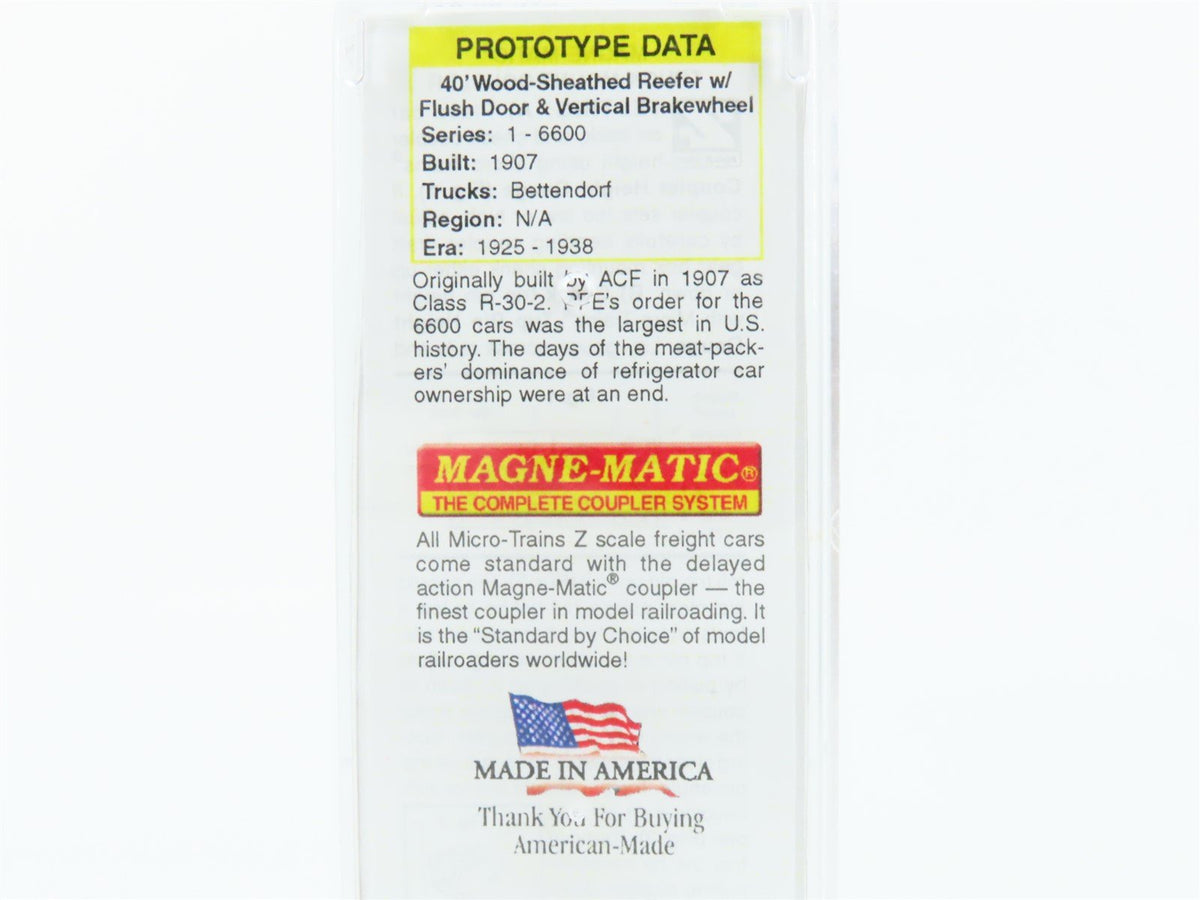 PROTOTYPE DATA
40' Wood-Sheathed Reefer w/
Flush Door & Vertical Brakewheel
Series: 1 - 6600
Built: 1907
Trucks: Bettendorf
Region: N/A
Era: 1925 - 1938
Originally built by ACF in 1907 as
Class R-30-2. PFE's order for the
6600 cars was the largest in U.S.
history. The days of the meat-pack-
ers' dominance of refrigerator car
ownership were at an end.
MAGNE-MATIC®
THE COMPLETE COUPLER SYSTEM
All Micro-Trains Z scale freight cars
come standard with the delayed
action Magne-Matic® coupler — the
finest coupler in model railroading. It
is the "Standard by Choice" of model
railroaders worldwide!
MADE IN AMERICA
Thank You For Buying
American-Made